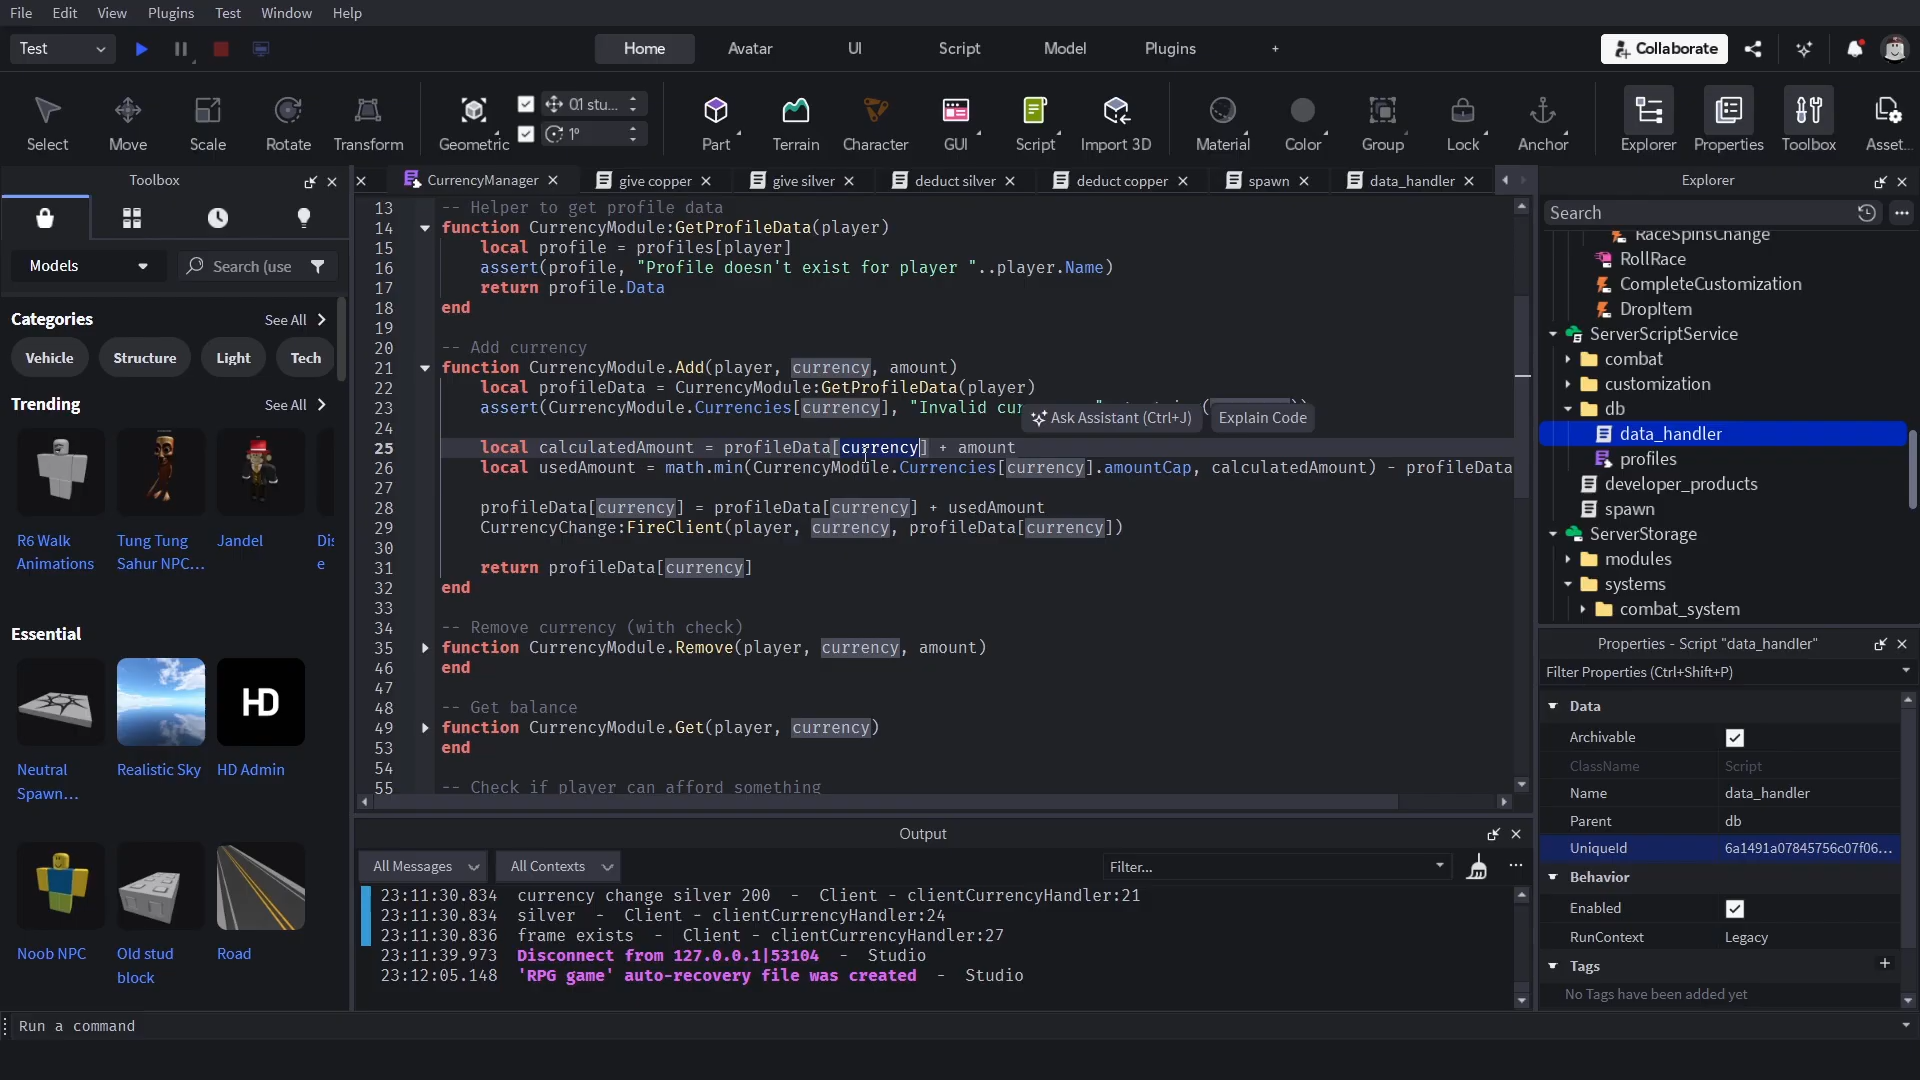 File Edit View Plugins Test Window Help
Test Home Avatar UI Script Model Plugins + Collaborate
Select Move Scale Rotate Transform Geometric 0.1 stu... 1° Part Terrain Character GUI Script Import 3D Material Color Group Lock Anchor Explorer Properties Toolbox Asset...
Toolbox
Models Search (use
Categories See All
Vehicle Structure Light Tech
Trending See All
R6 Walk Animations
Tung Tung Sahur NPC...
Jandel
Dis e
Essential
HD
Neutral Spawn...
Realistic Sky
HD Admin
Noob NPC
Old stud block
Road
CurrencyManager give copper give silver deduct silver deduct copper spawn data_handler
13 -- Helper to get profile data
14 function CurrencyModule:GetProfileData(player)
15 local profile = profiles[player]
16 assert(profile, "Profile doesn't exist for player "..player.Name)
17 return profile.Data
18 end
19
20 -- Add currency
21 function CurrencyModule.Add(player, currency, amount)
22 local profileData = CurrencyModule:GetProfileData(player)
23 assert(CurrencyModule.Currencies[currency], "Invalid cur
Ask Assistant (Ctrl+J) Explain Code
24
25 local calculatedAmount = profileData[currency] + amount
26 local usedAmount = math.min(CurrencyModule.Currencies[currency].amountCap, calculatedAmount) - profileData
27
28 profileData[currency] = profileData[currency] + usedAmount
29 CurrencyChange:FireClient(player, currency, profileData[currency])
30
31 return profileData[currency]
32 end
33
34 -- Remove currency (with check)
35 function CurrencyModule.Remove(player, currency, amount)
46 end
47
48 -- Get balance
49 function CurrencyModule.Get(player, currency)
53 end
54
55 -- Check if player can afford something
Output
All Messages All Contexts Filter...
23:11:30.834 currency change silver 200 - Client - clientCurrencyHandler:21
23:11:30.834 silver - Client - clientCurrencyHandler:24
23:11:30.836 frame exists - Client - clientCurrencyHandler:27
23:11:39.973 Disconnect from 127.0.0.1|53104 - Studio
23:12:05.148 'RPG game' auto-recovery file was created - Studio
Explorer
Search
RaceSpinsChange
RollRace
CompleteCustomization
DropItem
ServerScriptService
combat
customization
db
data_handler
profiles
developer_products
spawn
ServerStorage
modules
systems
combat_system
Properties - Script "data_handler"
Filter Properties (Ctrl+Shift+P)
Data
Archivable
ClassName Script
Name data_handler
Parent db
UniqueId 6a1491a07845756c07f06...
Behavior
Enabled
RunContext Legacy
Tags +
No Tags have been added yet
Run a command